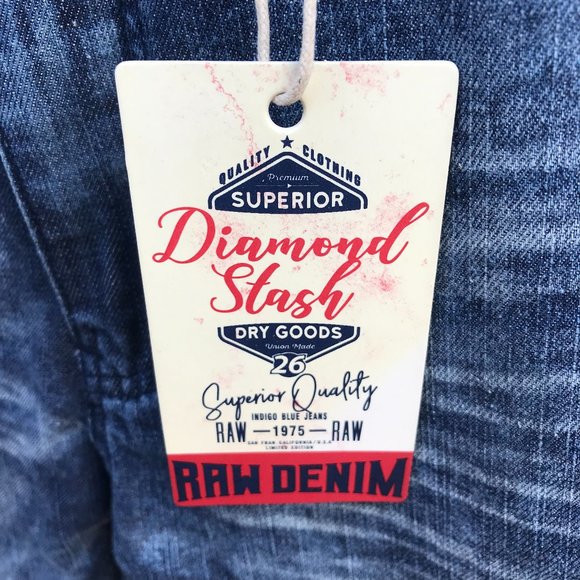 QUALITY ★ CLOTHING
Premium
SUPERIOR
Diamond
Stash
DRY GOODS
Union Made
26
Superior Quality
INDIGO BLUE JEANS
RAW — 1975 — RAW
SAN FRAN CALIFORNIA/U.S.A
LIMITED EDITION
RAW DENIM